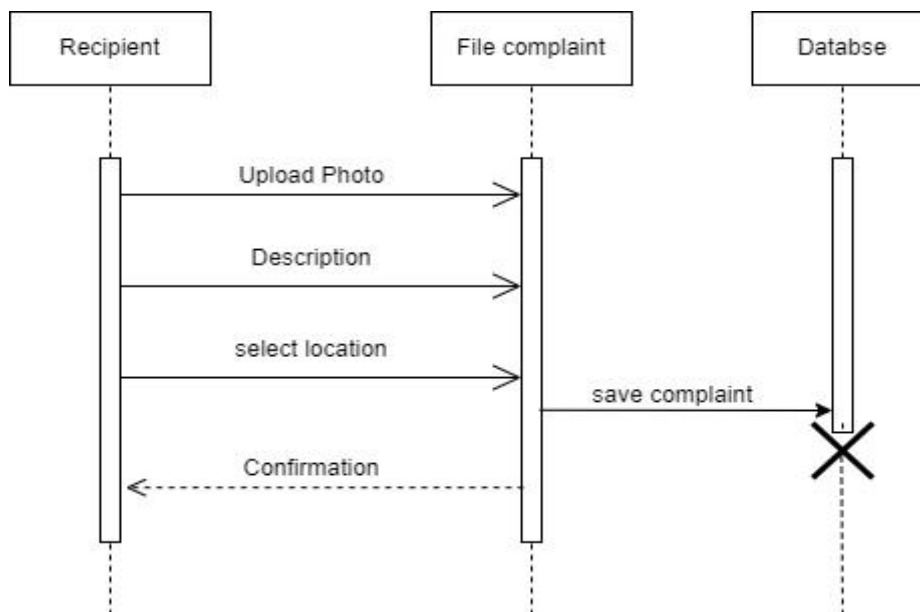 Recipient
File complaint
Databse
Upload Photo
Description
select location
save complaint
Confirmation